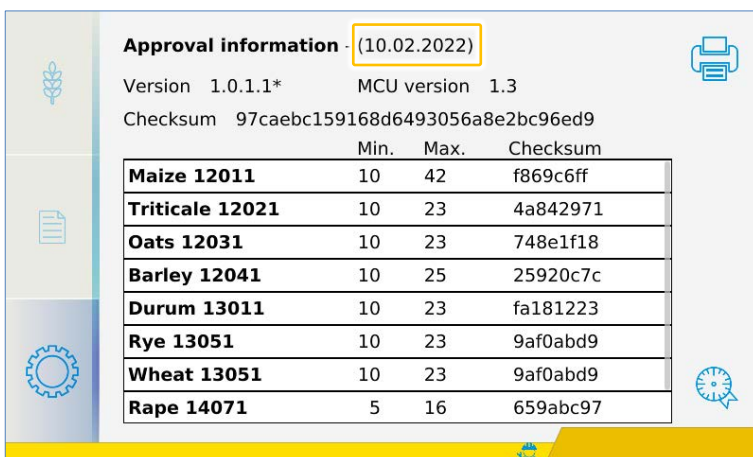 Approval information - (10.02.2022)
Version 1.0.1.1* MCU version 1.3
Checksum 97caebc159168d6493056a8e2bc96ed9
Min. Max. Checksum
Maize 12011 10 42 f869c6ff
Triticale 12021 10 23 4a842971
Oats 12031 10 23 748e1f18
Barley 12041 10 25 25920c7c
Durum 13011 10 23 fa181223
Rye 13051 10 23 9af0abd9
Wheat 13051 10 23 9af0abd9
Rape 14071 5 16 659abc97